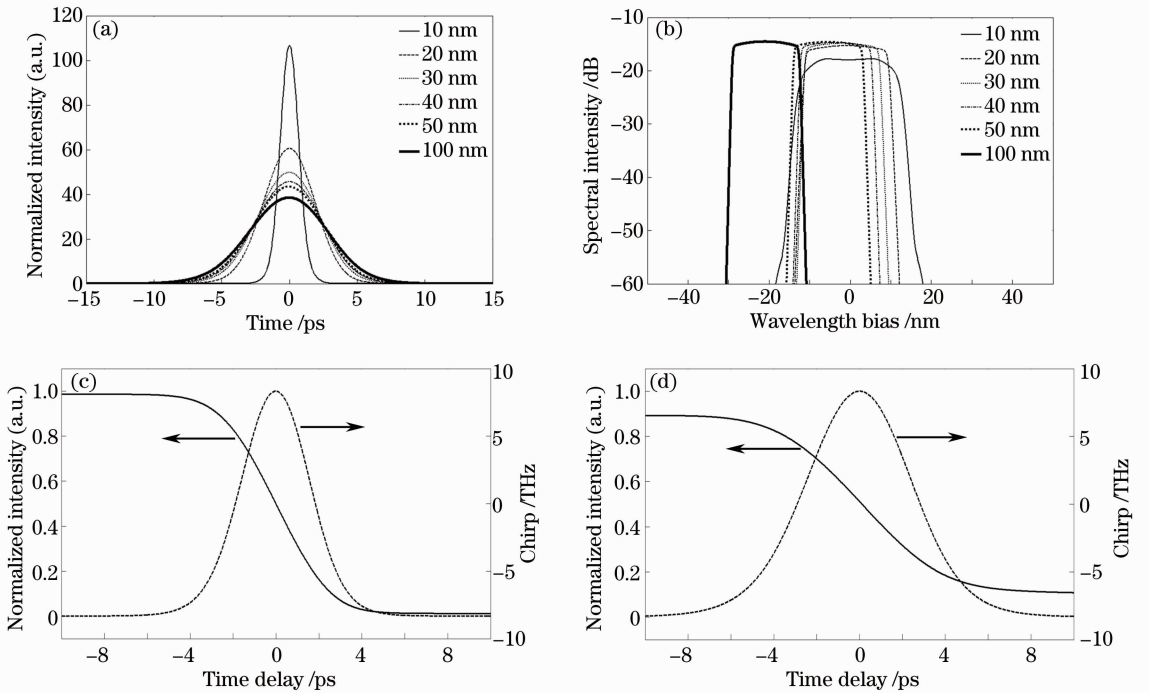 (a)
Normalized intensity (a.u.)
120
100
80
60
40
20
0
−15
−10
−5
0
5
10
15
Time /ps
10 nm
20 nm
30 nm
40 nm
50 nm
100 nm
(b)
Spectral intensity /dB
−10
−20
−30
−40
−50
−60
−40
−20
0
20
40
Wavelength bias /nm
10 nm
20 nm
30 nm
40 nm
50 nm
100 nm
(c)
Normalized intensity (a.u.)
1.0
0.8
0.6
0.4
0.2
0
−8
−4
0
4
8
Time delay /ps
10
5
0
−5
−10
Chirp /THz
(d)
Normalized intensity (a.u.)
1.0
0.8
0.6
0.4
0.2
0
−8
−4
0
4
8
Time delay /ps
10
5
0
−5
−10
Chirp /THz